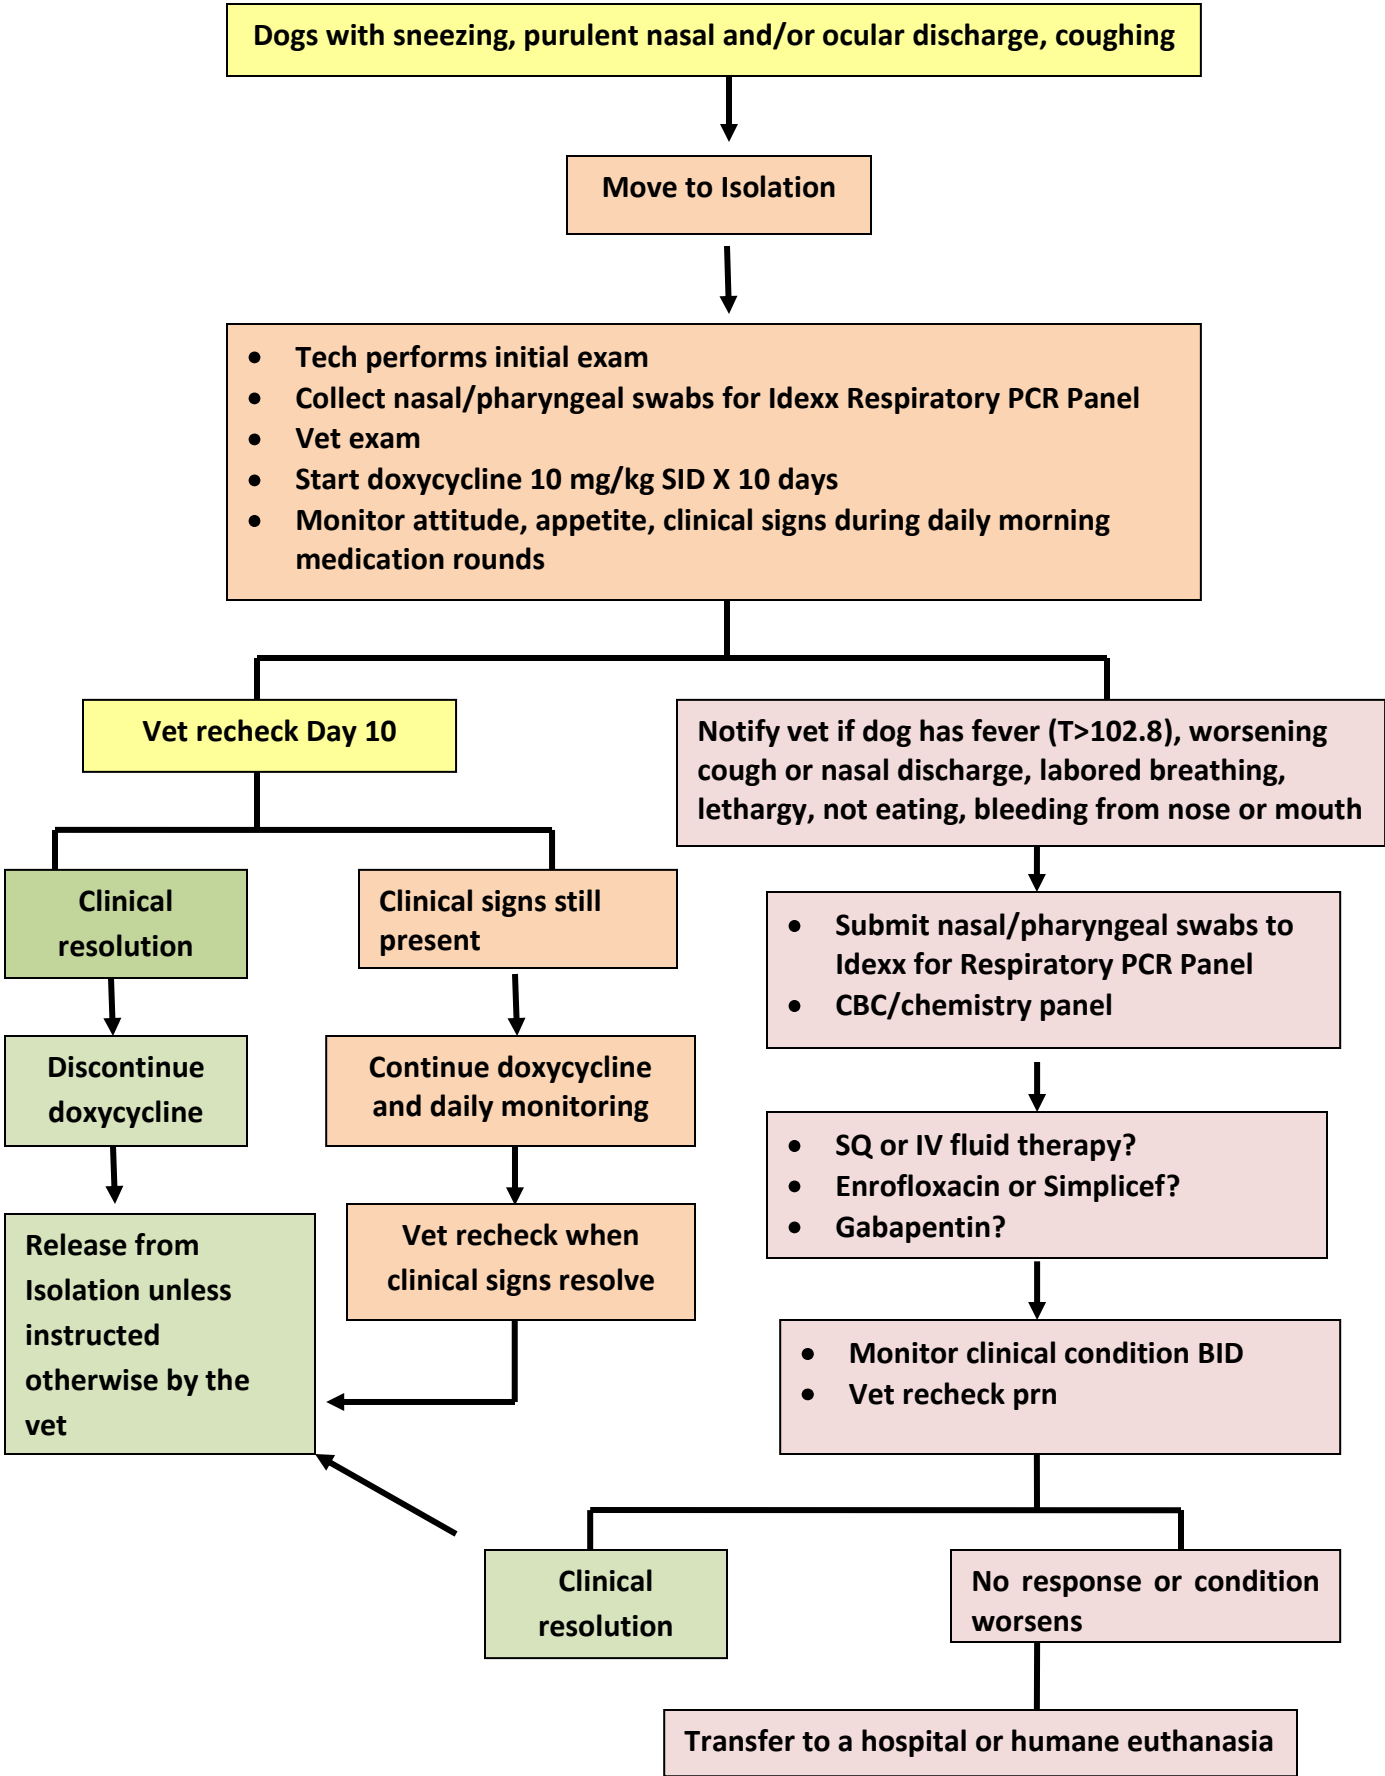 Dogs with sneezing, purulent nasal and/or ocular discharge, coughing
Move to Isolation
• Tech performs initial exam
• Collect nasal/pharyngeal swabs for Idexx Respiratory PCR Panel
• Vet exam
• Start doxycycline 10 mg/kg SID X 10 days
• Monitor attitude, appetite, clinical signs during daily morning
medication rounds
Vet recheck Day 10
Notify vet if dog has fever (T>102.8), worsening
cough or nasal discharge, labored breathing,
lethargy, not eating, bleeding from nose or mouth
Clinical
resolution
Clinical signs still
present
• Submit nasal/pharyngeal swabs to
Idexx for Respiratory PCR Panel
• CBC/chemistry panel
Discontinue
doxycycline
Continue doxycycline
and daily monitoring
• SQ or IV fluid therapy?
• Enrofloxacin or Simplicef?
• Gabapentin?
Release from
Isolation unless
instructed
otherwise by the
vet
Vet recheck when
clinical signs resolve
• Monitor clinical condition BID
• Vet recheck prn
Clinical
resolution
No response or condition
worsens
Transfer to a hospital or humane euthanasia